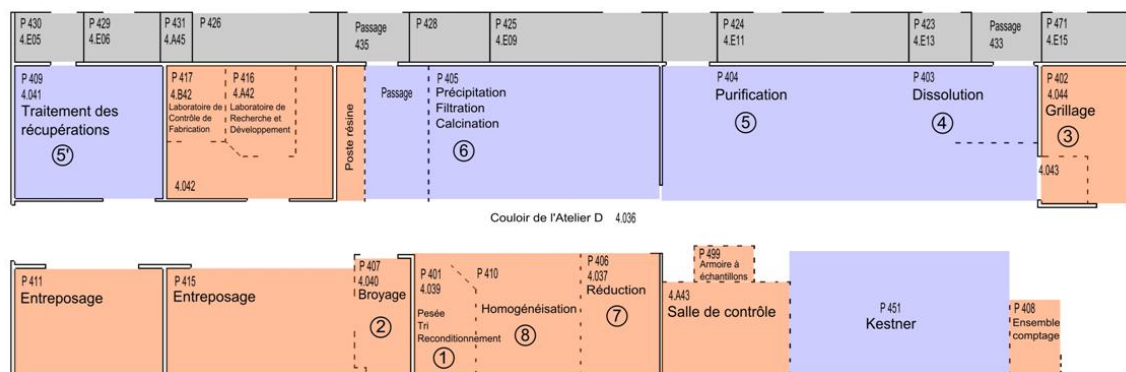 P 430
4.E05
P 429
4.E06
P 431
4.A45
P 426
Passage
435
P 428
P 425
4.E09
P 424
4.E11
P 423
4.E13
Passage
433
P 471
4.E15
P 409
4.041
Traitement des
récupérations
5'
P 417
4.B42
Laboratoire de
Contrôle de
Fabrication
P 416
4.A42
Laboratoire de
Recherche et
Développement
4.042
Poste résine
Passage
P 405
Précipitation
Filtration
Calcination
6
P 404
Purification
5
P 403
Dissolution
4
P 402
4.044
Grillage
3
4.043
Couloir de l'Atelier D 4.036
P 411
Entreposage
P 415
Entreposage
P 407
4.040
Broyage
2
P 401
4.039
Pesée
Tri
Reconditionnement
1
P 410
Homogénéisation
8
P 406
4.037
Réduction
7
P 499
Armoire à
échantillons
4.A43
Salle de contrôle
P 451
Kestner
P 408
Ensemble
comptage